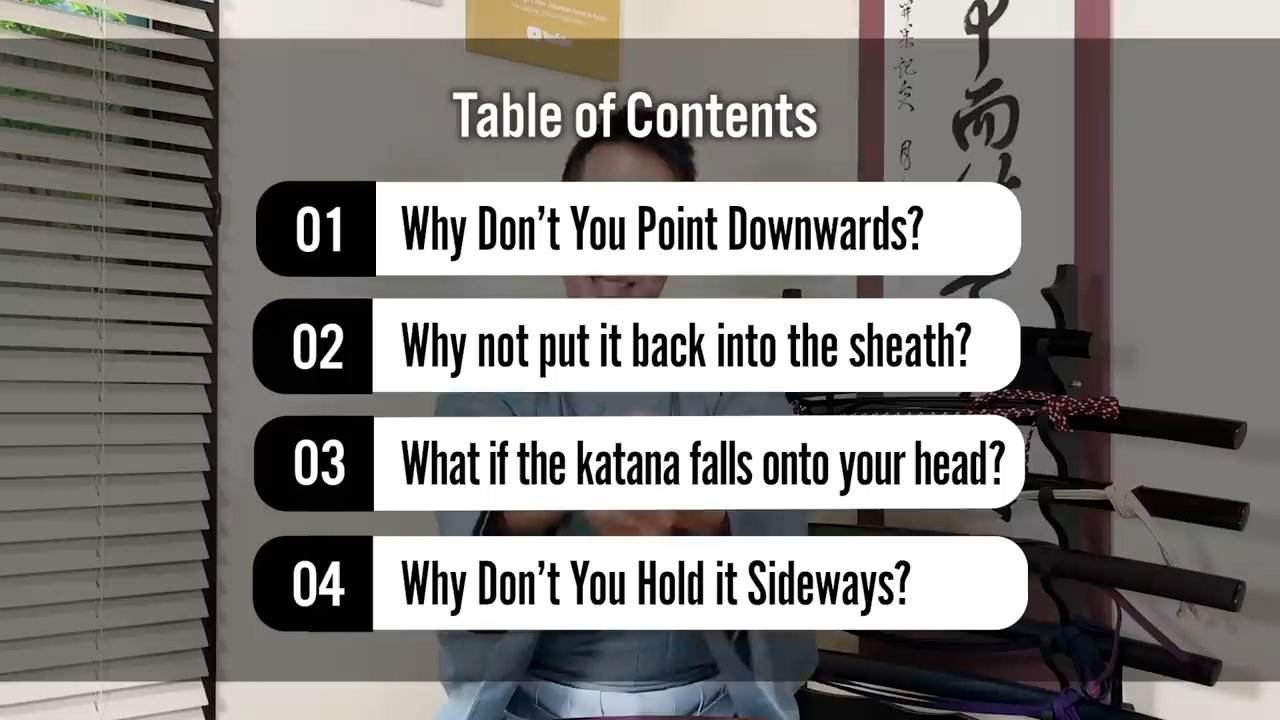 Table of Contents
01 Why Don't You Point Downwards?
02 Why not put it back into the sheath?
03 What if the katana falls onto your head?
04 Why Don't You Hold it Sideways?